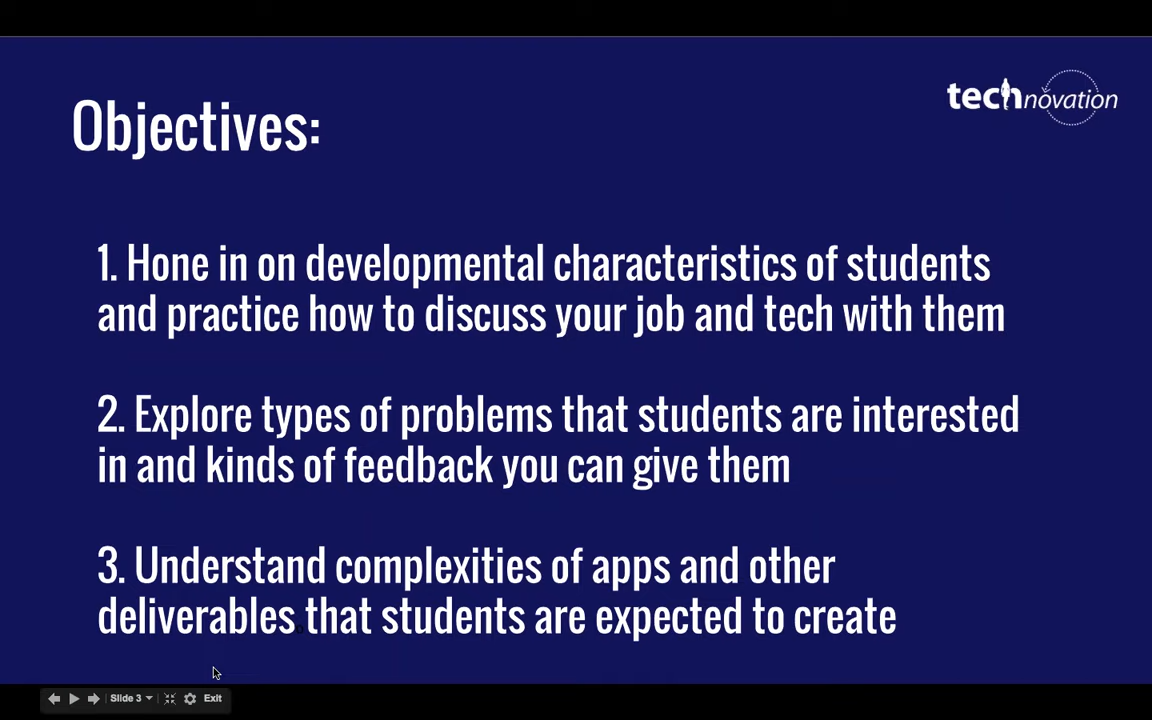 technovation
Objectives:
1. Hone in on developmental characteristics of students
and practice how to discuss your job and tech with them
2. Explore types of problems that students are interested
in and kinds of feedback you can give them
3. Understand complexities of apps and other
deliverables that students are expected to create
Slide 3 Exit